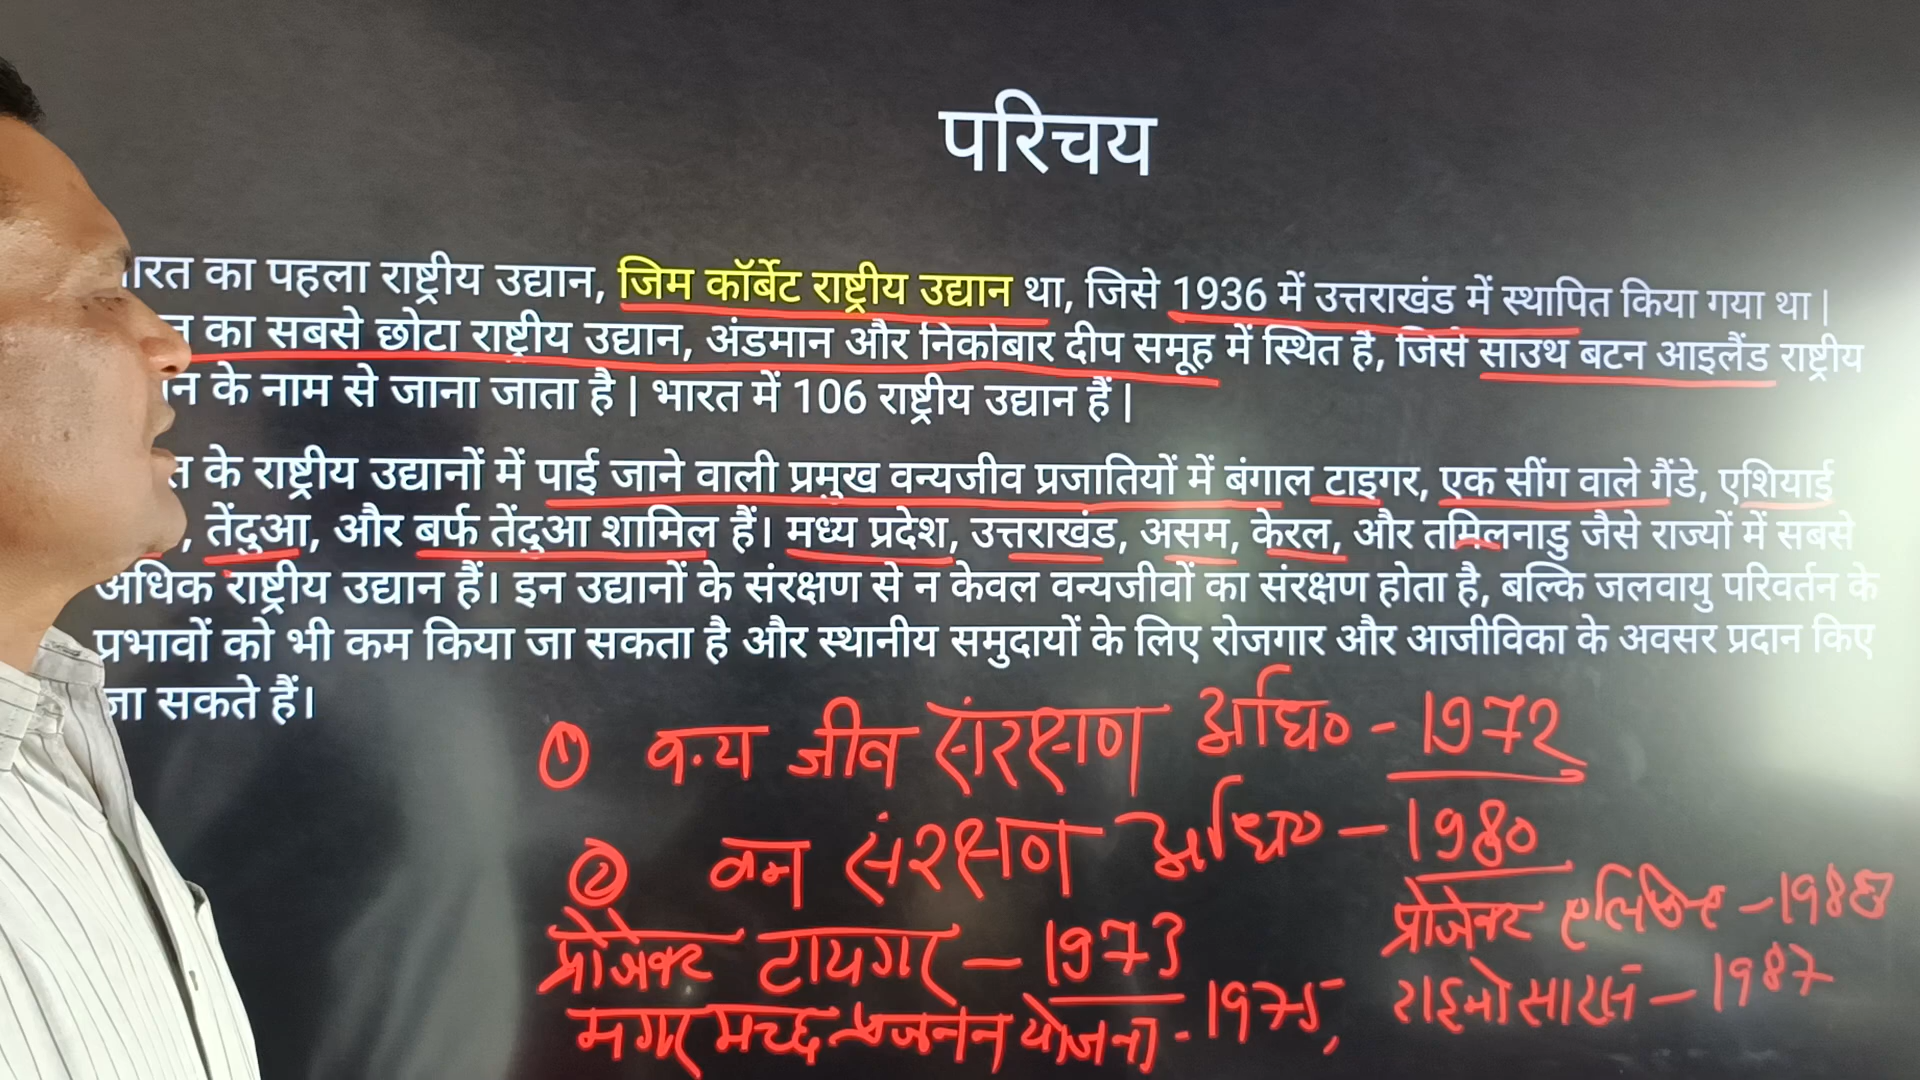 परिचय
रत का पहला राष्ट्रीय उद्यान, जिम कॉर्बेट राष्ट्रीय उद्यान था, जिसे 1936 में उत्तराखंड में स्थापित किया गया था |
का सबसे छोटा राष्ट्रीय उद्यान, अंडमान और निकोबार दीप समूह में स्थित है, जिसे साउथ बटन आइलैंड राष्ट्रीय
न के नाम से जाना जाता है | भारत में 106 राष्ट्रीय उद्यान हैं |
के राष्ट्रीय उद्यानों में पाई जाने वाली प्रमुख वन्यजीव प्रजातियों में बंगाल टाइगर, एक सींग वाले गैंडे, एशियाई
, तेंदुआ, और बर्फ तेंदुआ शामिल हैं। मध्य प्रदेश, उत्तराखंड, असम, केरल, और तमिलनाडु जैसे राज्यों में सबसे
अधिक राष्ट्रीय उद्यान हैं। इन उद्यानों के संरक्षण से न केवल वन्यजीवों का संरक्षण होता है, बल्कि जलवायु परिवर्तन के
प्रभावों को भी कम किया जा सकता है और स्थानीय समुदायों के लिए रोजगार और आजीविका के अवसर प्रदान किए
जा सकते हैं।
① वन्य जीव संरक्षण अधि० - 1972
② वन संरक्षण अधि० - 1980
प्रोजेक्ट टायगर - 1973
मगर मच्छ प्रजनन योजना - 1975,
प्रोजेक्ट
राइनोसारस - 1987